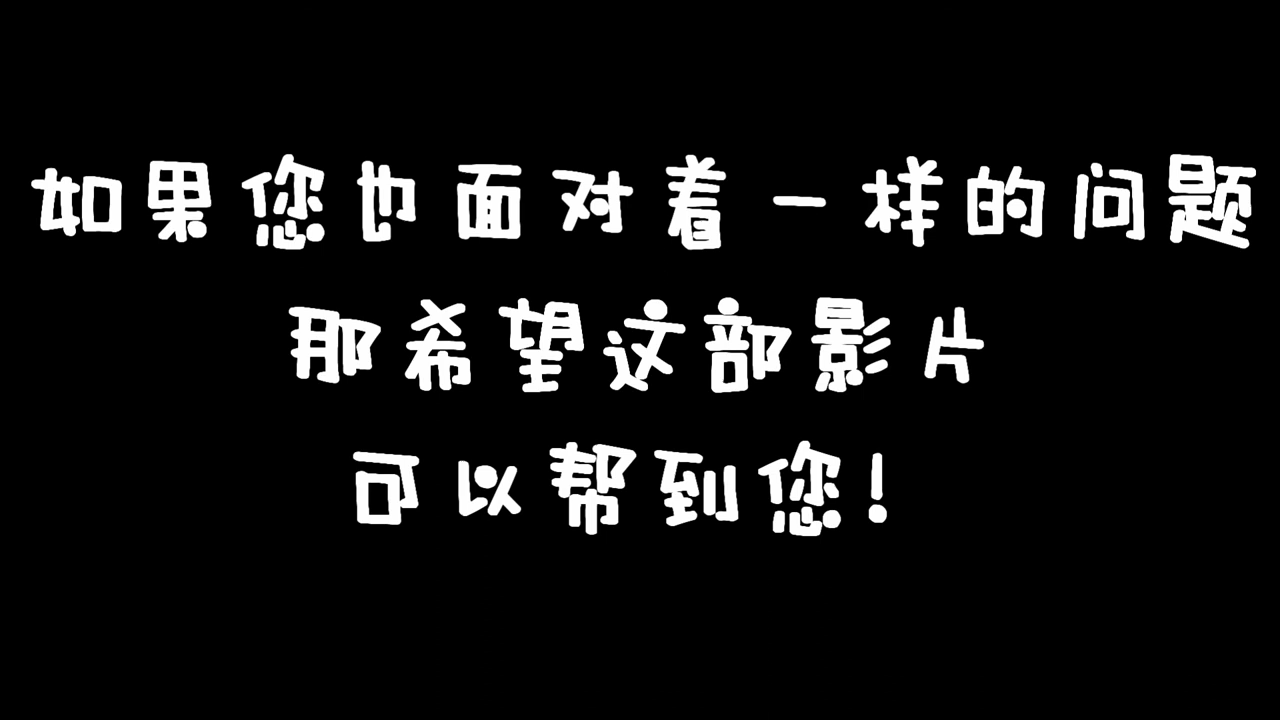 如果您也面对着一样的问题
那希望这部影片
可以帮到您!